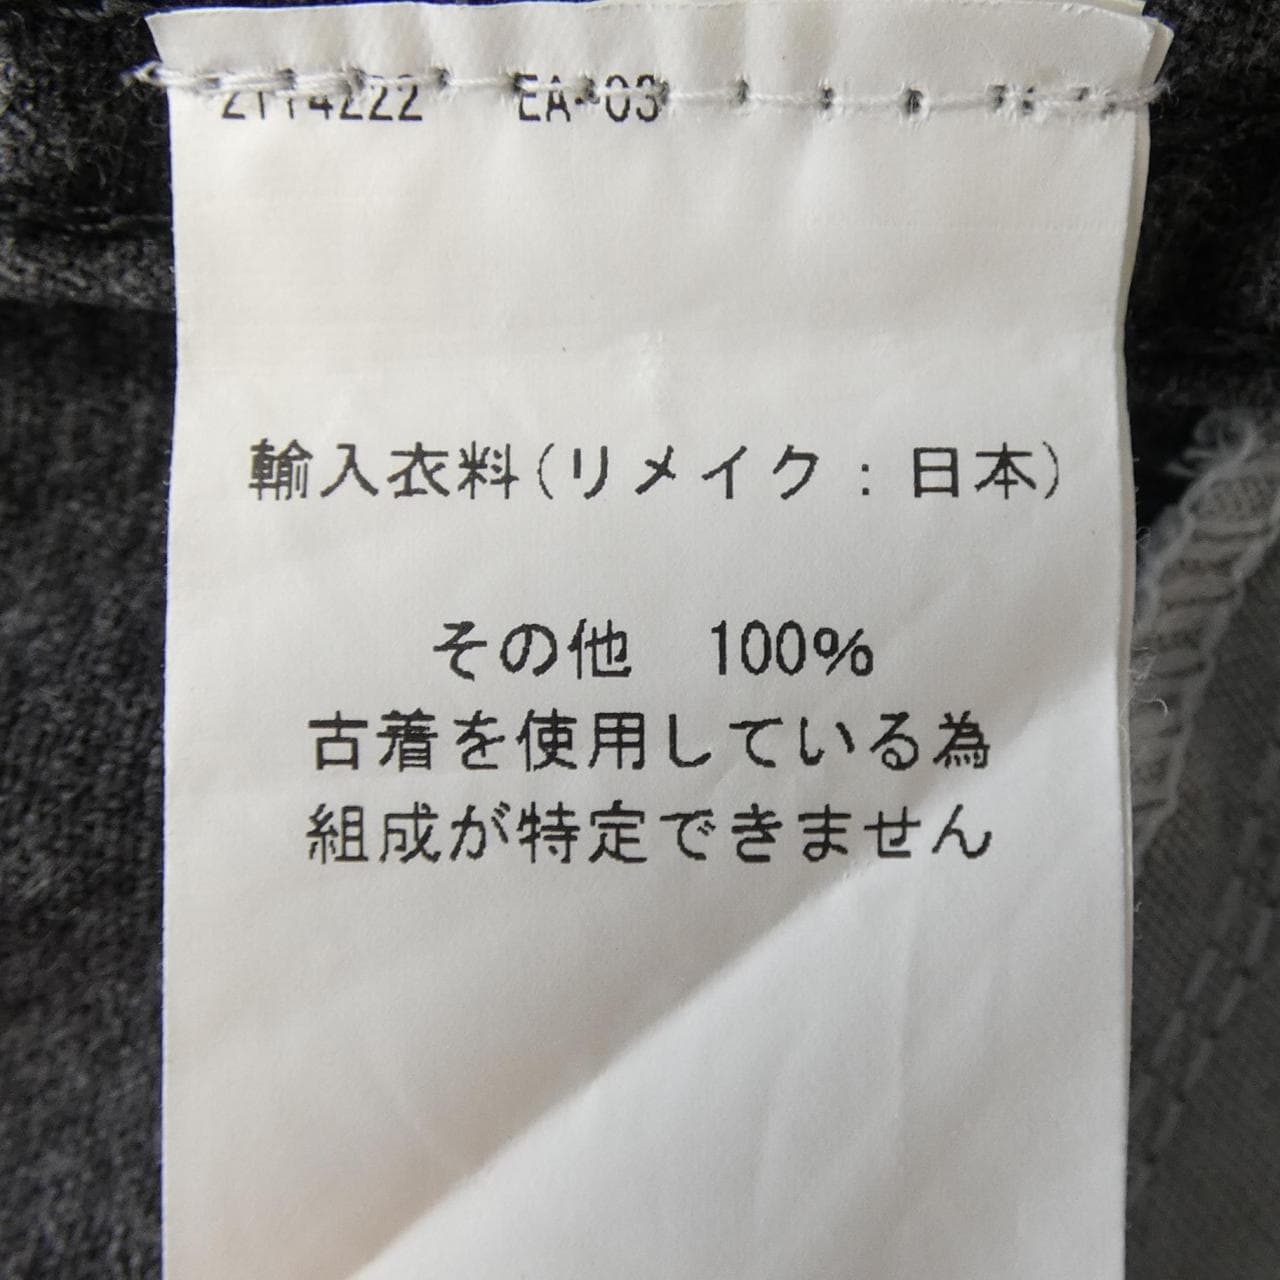 2114222 EA-03
輸入衣料(リメイク：日本)
その他 100%
古着を使用している為
組成が特定できません